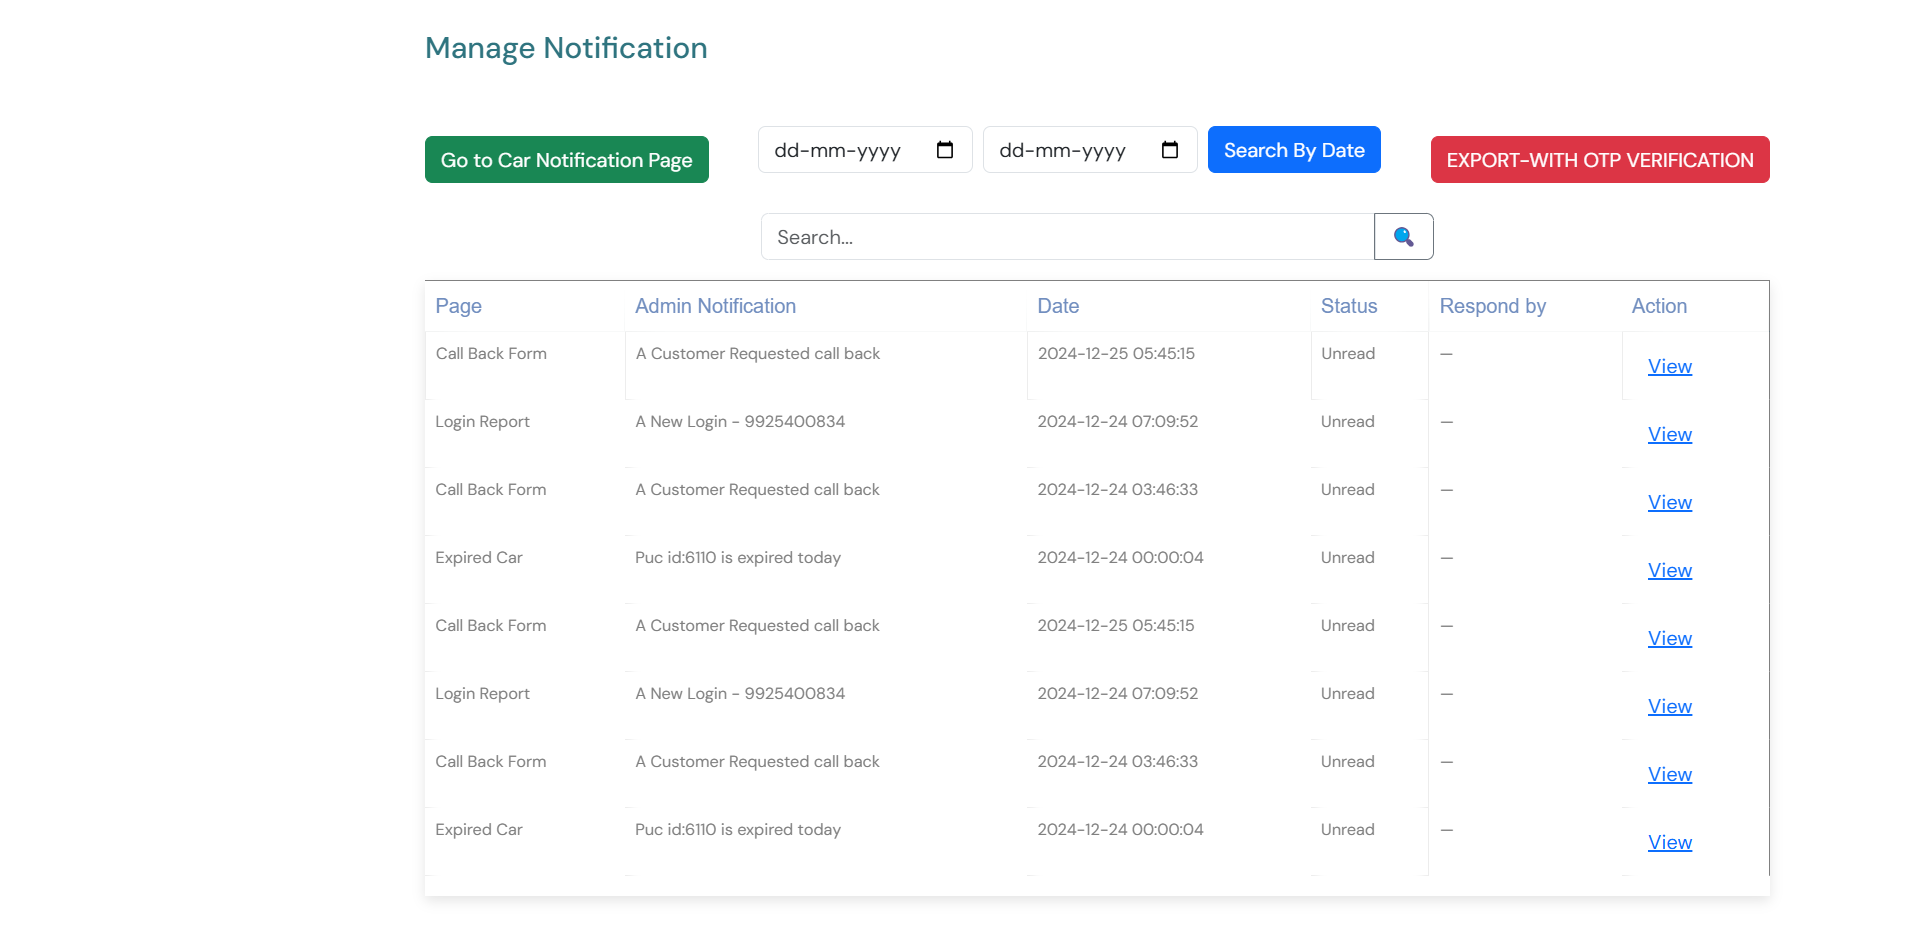 Manage Notification
Go to Car Notification Page
dd-mm-yyyy dd-mm-yyyy Search By Date
EXPORT-WITH OTP VERIFICATION
Search...
Page Admin Notification Date Status Respond by Action
Call Back Form A Customer Requested call back 2024-12-25 05:45:15 Unread — View
Login Report A New Login - 9925400834 2024-12-24 07:09:52 Unread — View
Call Back Form A Customer Requested call back 2024-12-24 03:46:33 Unread — View
Expired Car Puc id:6110 is expired today 2024-12-24 00:00:04 Unread — View
Call Back Form A Customer Requested call back 2024-12-25 05:45:15 Unread — View
Login Report A New Login - 9925400834 2024-12-24 07:09:52 Unread — View
Call Back Form A Customer Requested call back 2024-12-24 03:46:33 Unread — View
Expired Car Puc id:6110 is expired today 2024-12-24 00:00:04 Unread — View